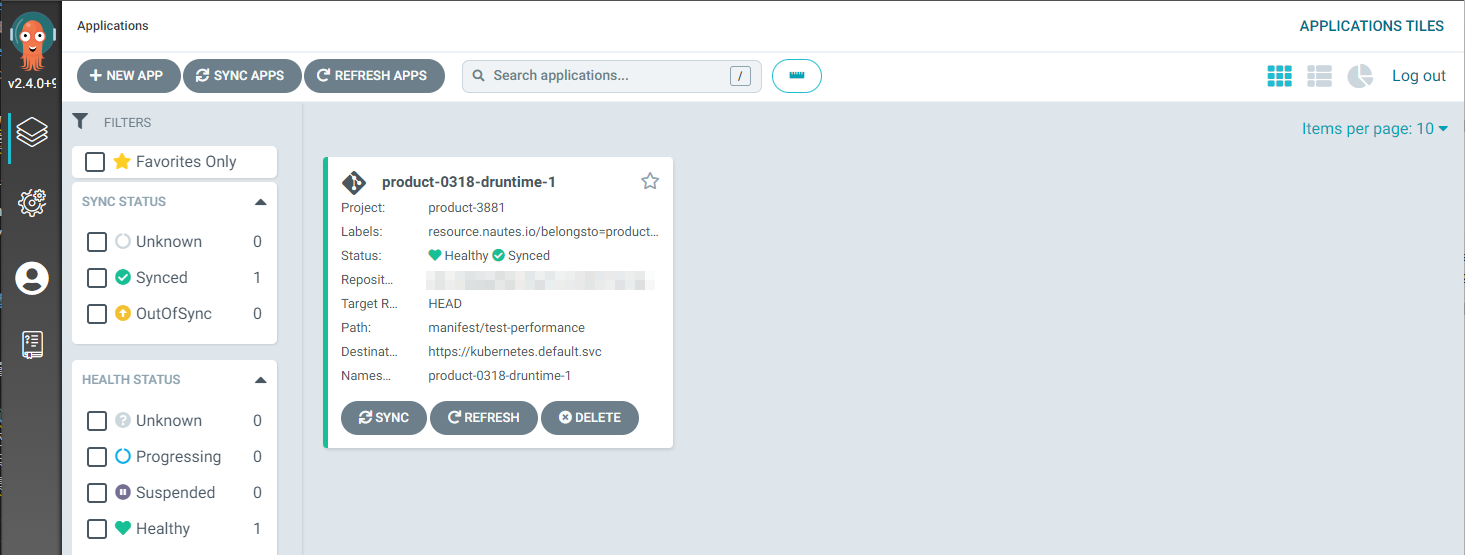 Applications
APPLICATIONS TILES
v2.4.0+9
NEW APP
SYNC APPS
REFRESH APPS
Search applications...
/
Log out
FILTERS
Items per page: 10
Favorites Only
SYNC STATUS
Unknown 0
Synced 1
OutOfSync 0
HEALTH STATUS
Unknown 0
Progressing 0
Suspended 0
Healthy 1
product-0318-druntime-1
Project: product-3881
Labels: resource.nautes.io/belongsto=product...
Status: Healthy Synced
Reposit...
Target R... HEAD
Path: manifest/test-performance
Destinat... https://kubernetes.default.svc
Names... product-0318-druntime-1
SYNC
REFRESH
DELETE